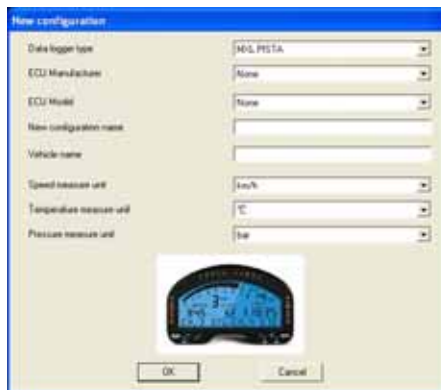 New configuration
Data logger type MXL PISTA
ECU Manufacturer None
ECU Model None
New configuration name
Vehicle name
Speed measure unit km/h
Temperature measure unit °C
Pressure measure unit bar
OK Cancel